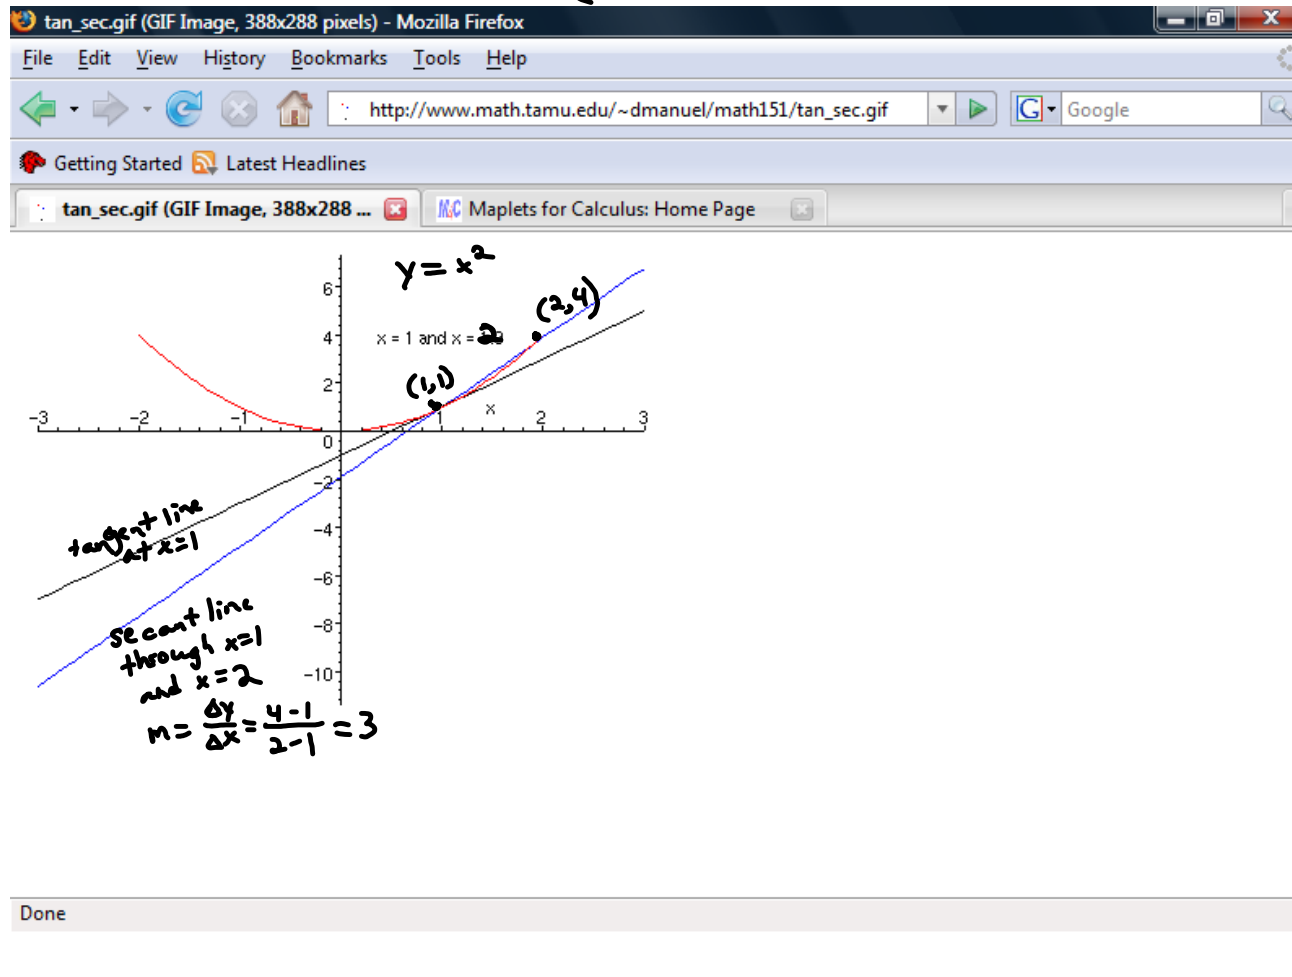 tan_sec.gif (GIF Image, 388x288 pixels) - Mozilla Firefox
File Edit View History Bookmarks Tools Help
http://www.math.tamu.edu/~dmanuel/math151/tan_sec.gif
G Google
Getting Started Latest Headlines
tan_sec.gif (GIF Image, 388x288 ... Maplets for Calculus: Home Page
y = x²
6
(2,4)
4
x = 1 and x = 2
2
(1,1)
x
-3 -2 -1 1 2 3
0
-2
tangent line
at x=1
-4
-6
secant line
through x=1
and x=2
-8
-10
m = Δy/Δx = 4-1/2-1 = 3
Done